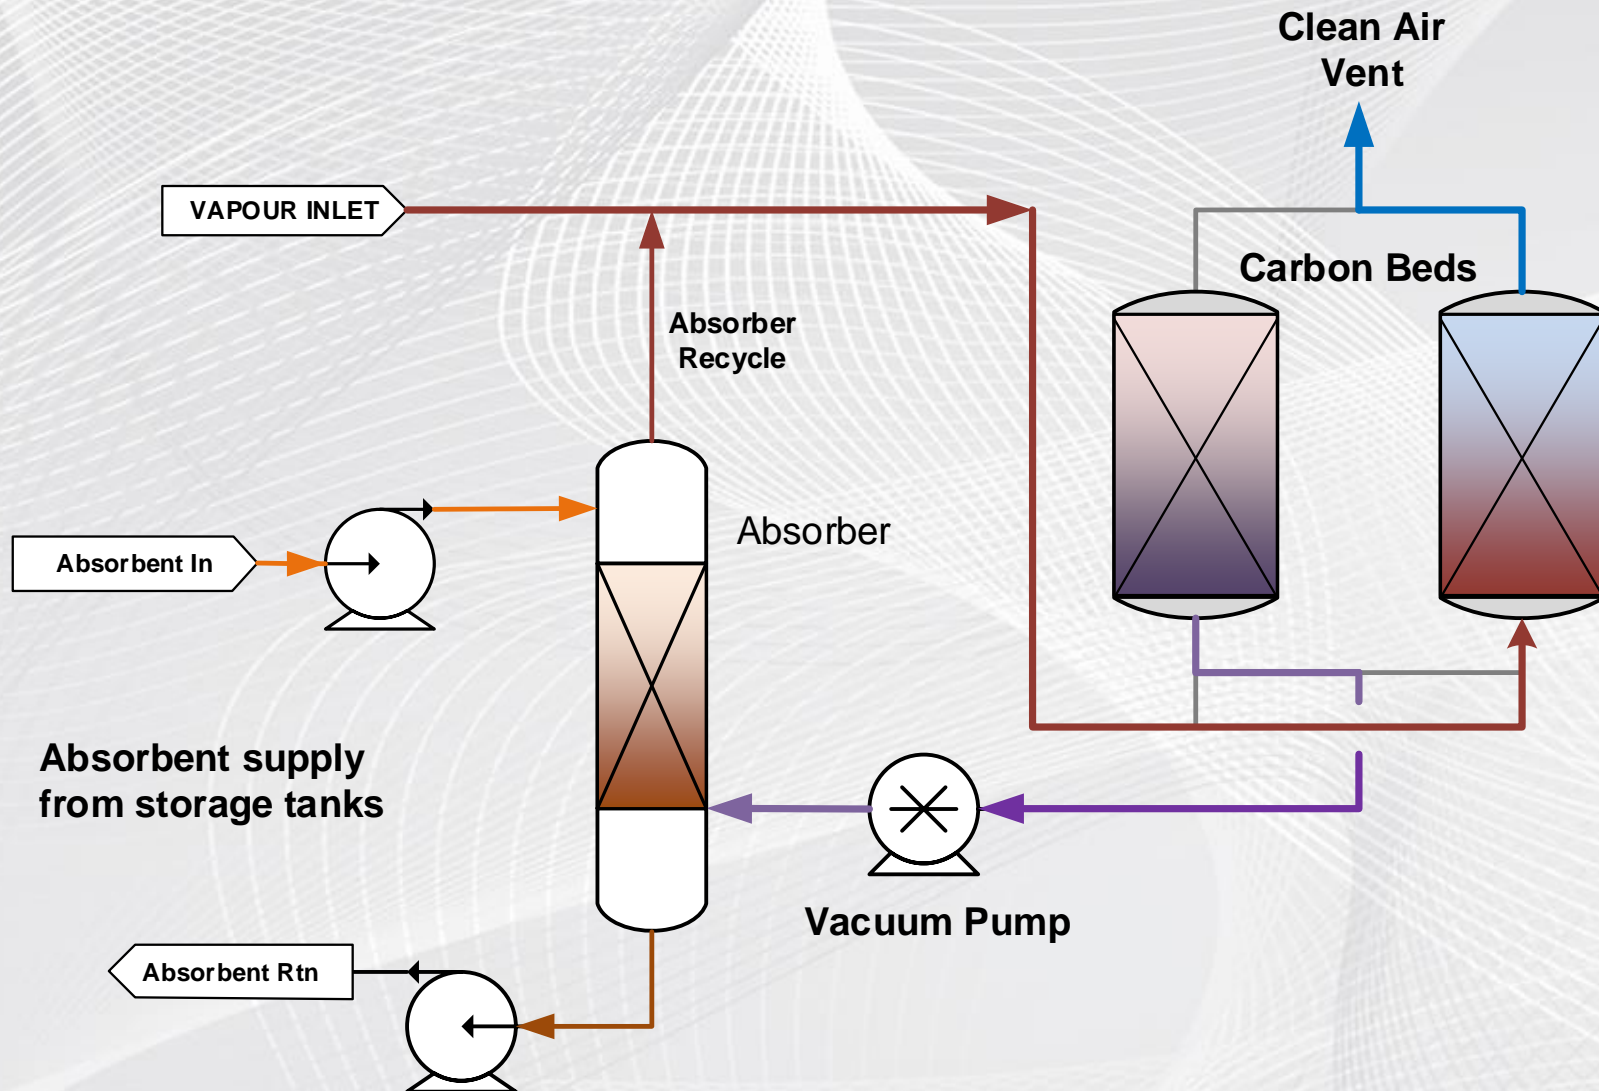 Clean Air
Vent
VAPOUR INLET
Carbon Beds
Absorber
Recycle
Absorber
Absorbent In
Absorbent supply
from storage tanks
Vacuum Pump
Absorbent Rtn